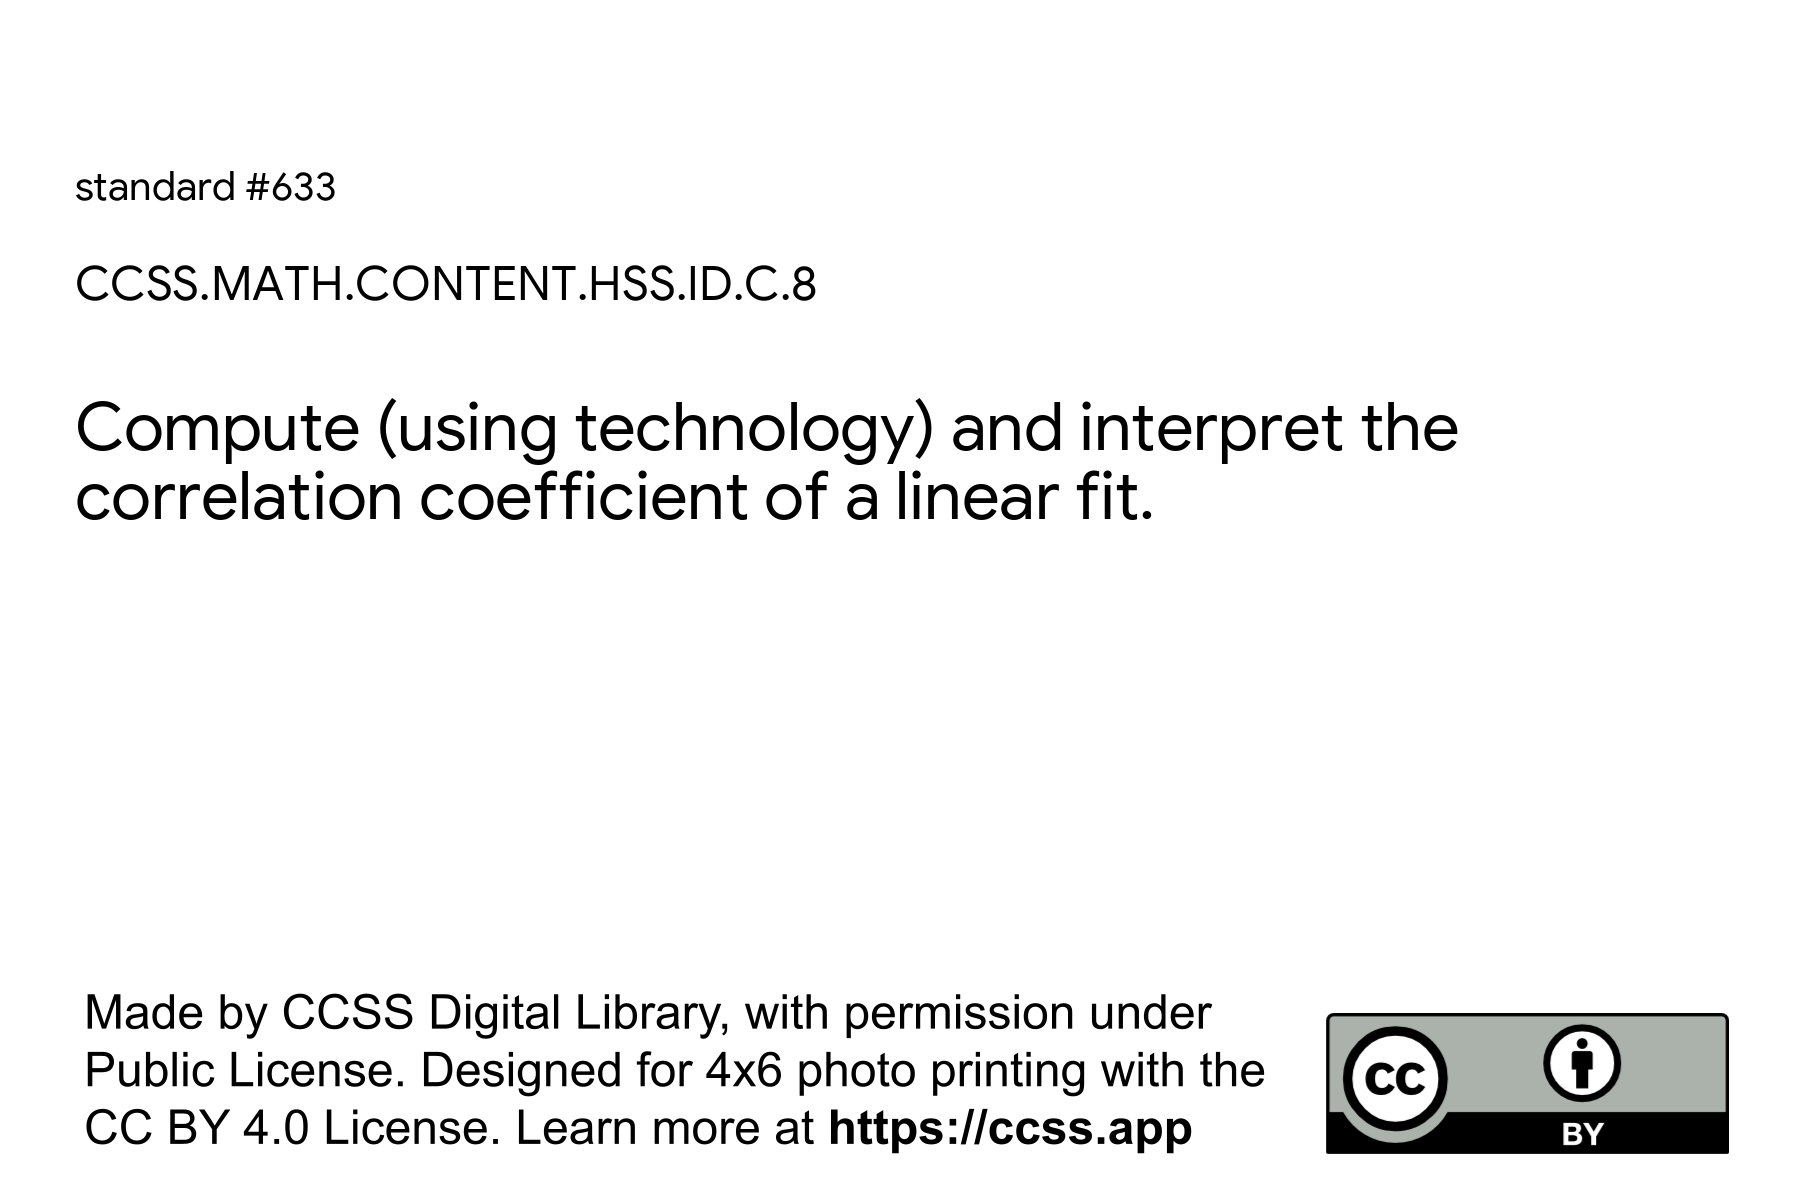 standard #633
CCSS.MATH.CONTENT.HSS.ID.C.8
Compute (using technology) and interpret the
correlation coefficient of a linear fit.
Made by CCSS Digital Library, with permission under
Public License. Designed for 4x6 photo printing with the
CC BY 4.0 License. Learn more at https://ccss.app
CC
BY